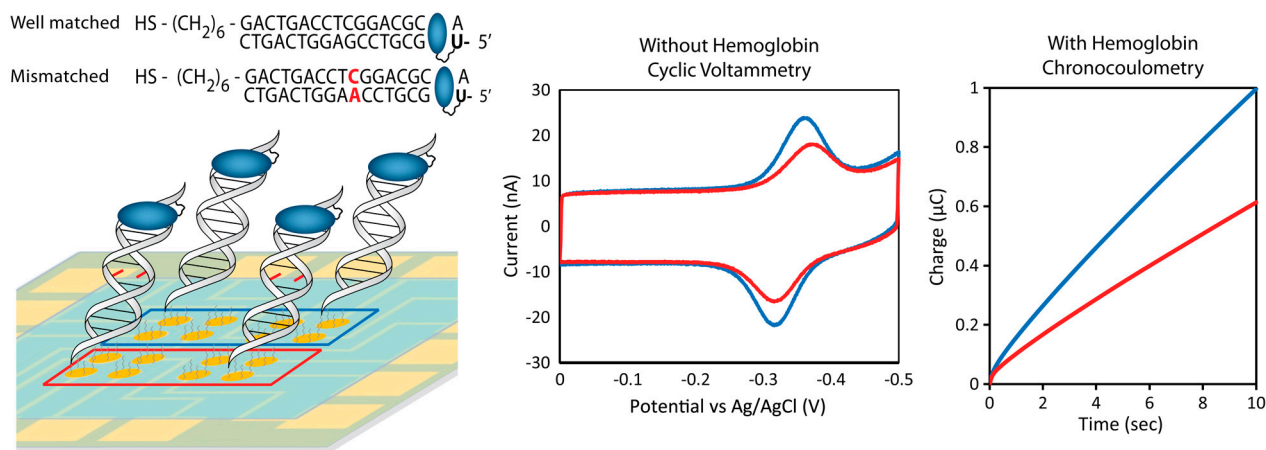 Well matched HS - (CH2)6 - GACTGACCTCGGACGC A
CTGACTGGAGCCTGCG U- 5′
Mismatched HS - (CH2)6 - GACTGACCTCGGACGC A
CTGACTGGAACCTGCG U- 5′
Without Hemoglobin
Cyclic Voltammetry
30
20
10
0
-10
-20
-30
Current (nA)
0 -0.1 -0.2 -0.3 -0.4 -0.5
Potential vs Ag/AgCl (V)
With Hemoglobin
Chronocoulometry
1
0.8
0.6
0.4
0.2
0
Charge (µC)
0 2 4 6 8 10
Time (sec)